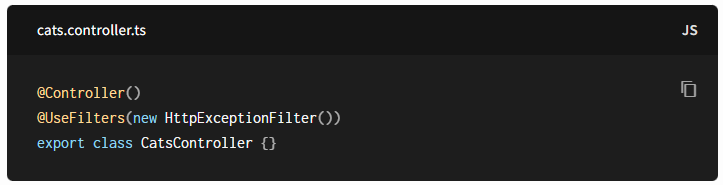 cats.controller.ts
JS
@Controller()
@UseFilters(new HttpExceptionFilter())
export class CatsController {}